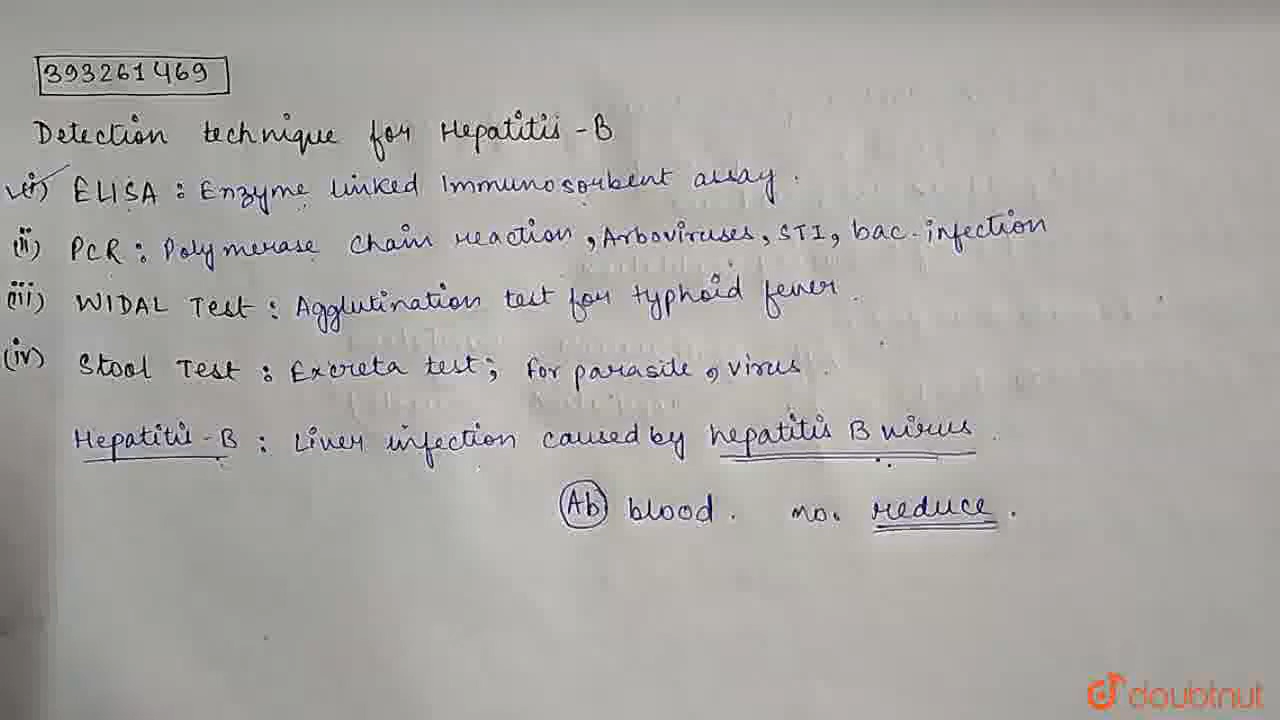 393261469
Detection technique for Hepatitis - B
(i) ELISA : Enzyme linked Immunosorbent assay .
(ii) PCR : Polymerase Chain reaction , Arboviruses, STI, bac. infection
(iii) WIDAL Test : Agglutination test for typhoid fever .
(iv) Stool Test : Excreta test ; for parasite , virus .
Hepatitis - B : Liver infection caused by hepatitis B virus .
Ab blood . no. reduce .
doubtnut